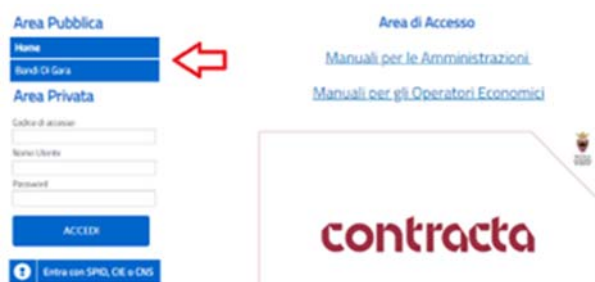 Area Pubblica
Home
Bandi Di Gara
Area Privata
Codice di accesso
Nome Utente
Password
ACCEDI
Entra con SPID, CIE o CNS
Area di Accesso
Manuali per le Amministrazioni
Manuali per gli Operatori Economici
contracta